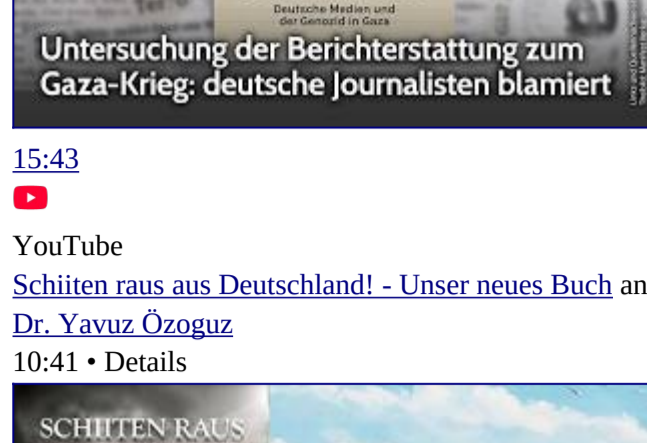 Deutsche Medien und
der Genozid in Gaza
Untersuchung der Berichterstattung zum
Gaza-Krieg: deutsche Journalisten blamiert
15:43
YouTube
Schiiten raus aus Deutschland! - Unser neues Buch an
Dr. Yavuz Özoguz
10:41 • Details
SCHIITEN RAUS